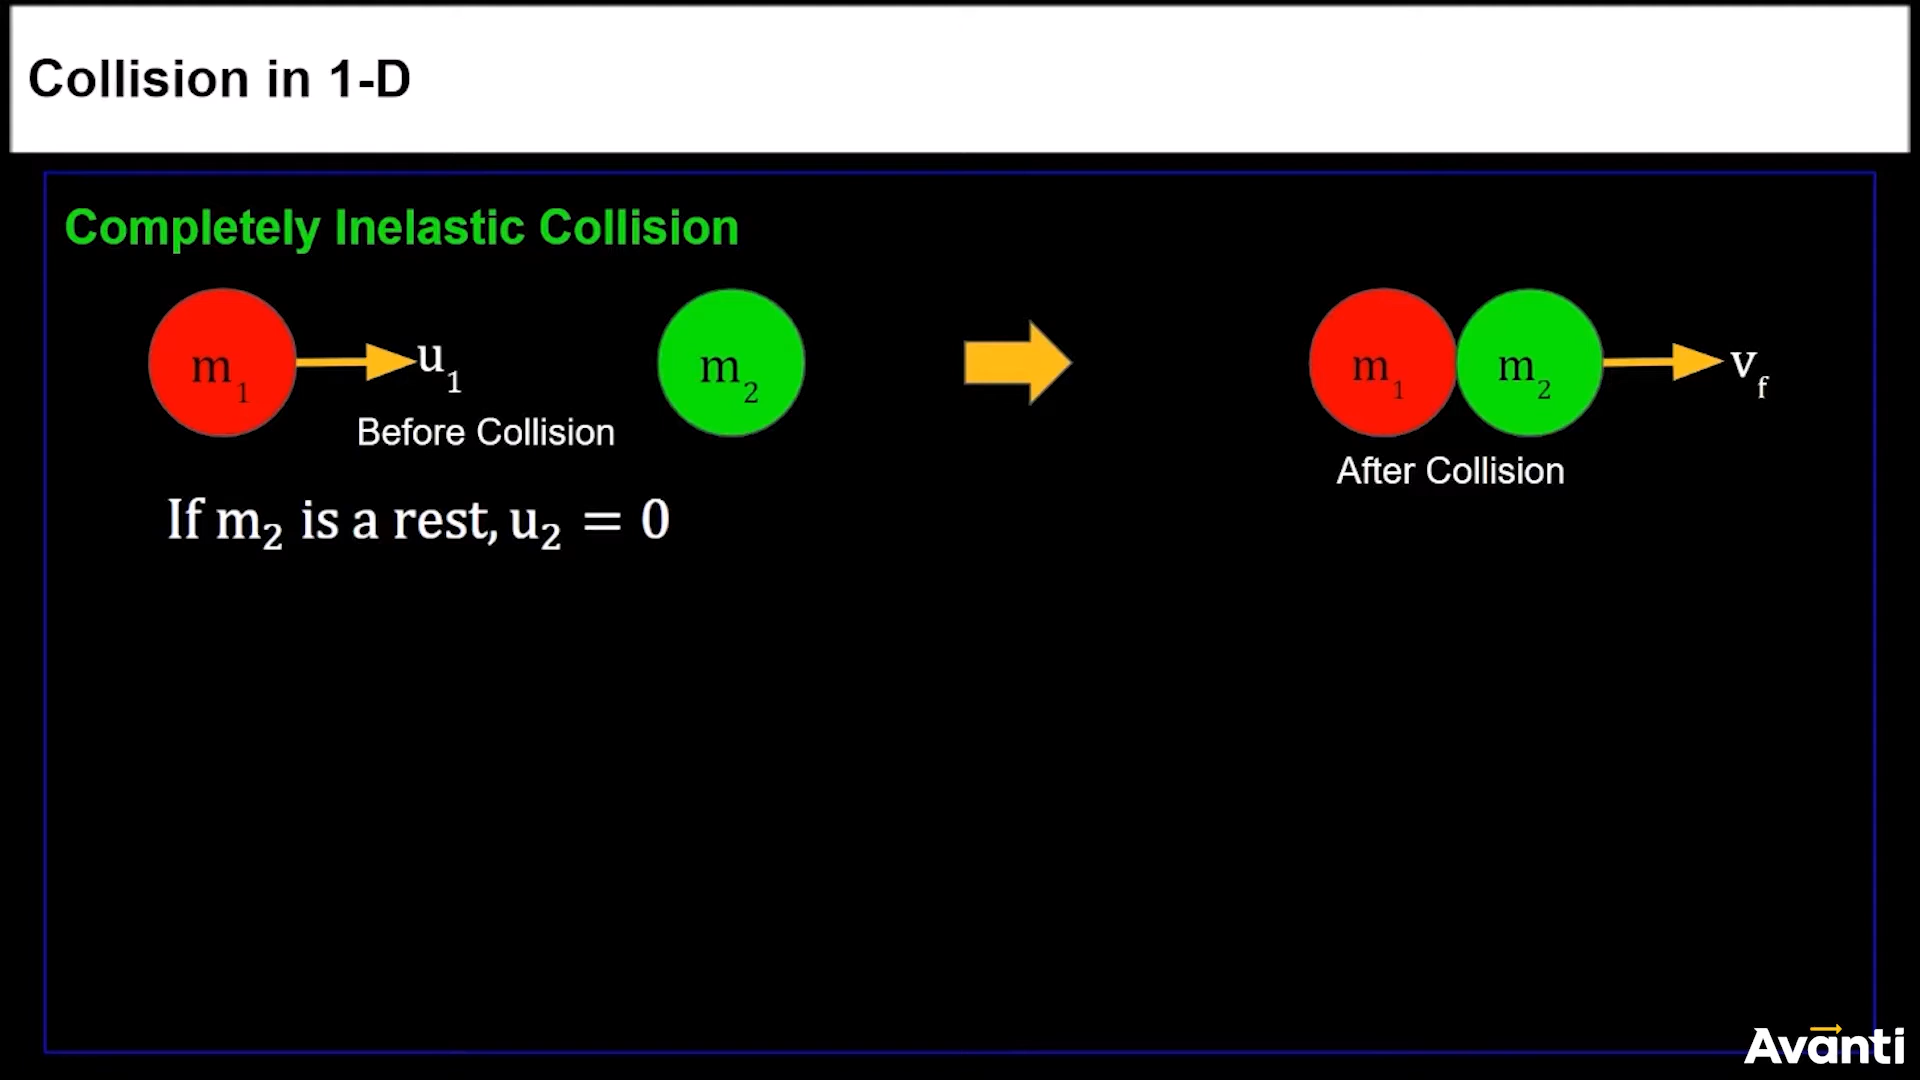 Collision in 1-D
Completely Inelastic Collision
m₁ u₁ m₂ m₁ m₂ v_f
Before Collision
After Collision
If m₂ is a rest, u₂ = 0
Avanti